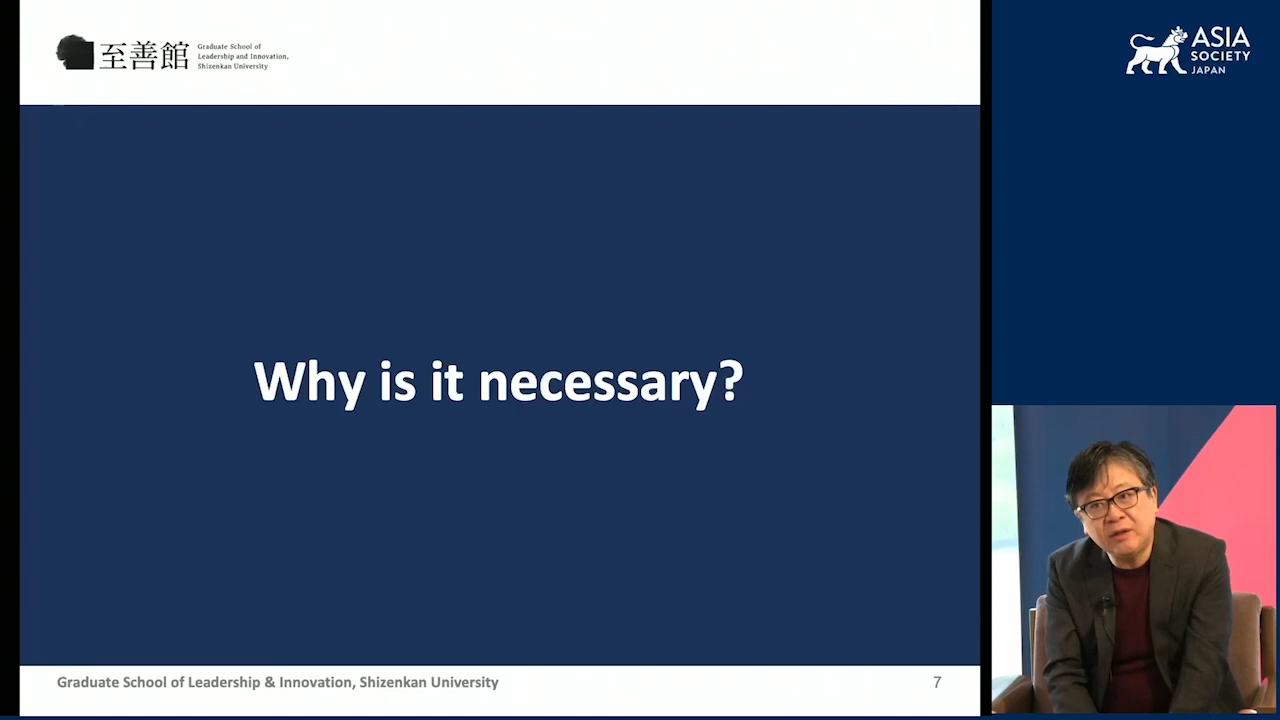 至善館
Graduate School of
Leadership and Innovation,
Shizenkan University
ASIA
SOCIETY
JAPAN
Why is it necessary?
Graduate School of Leadership & Innovation, Shizenkan University
7